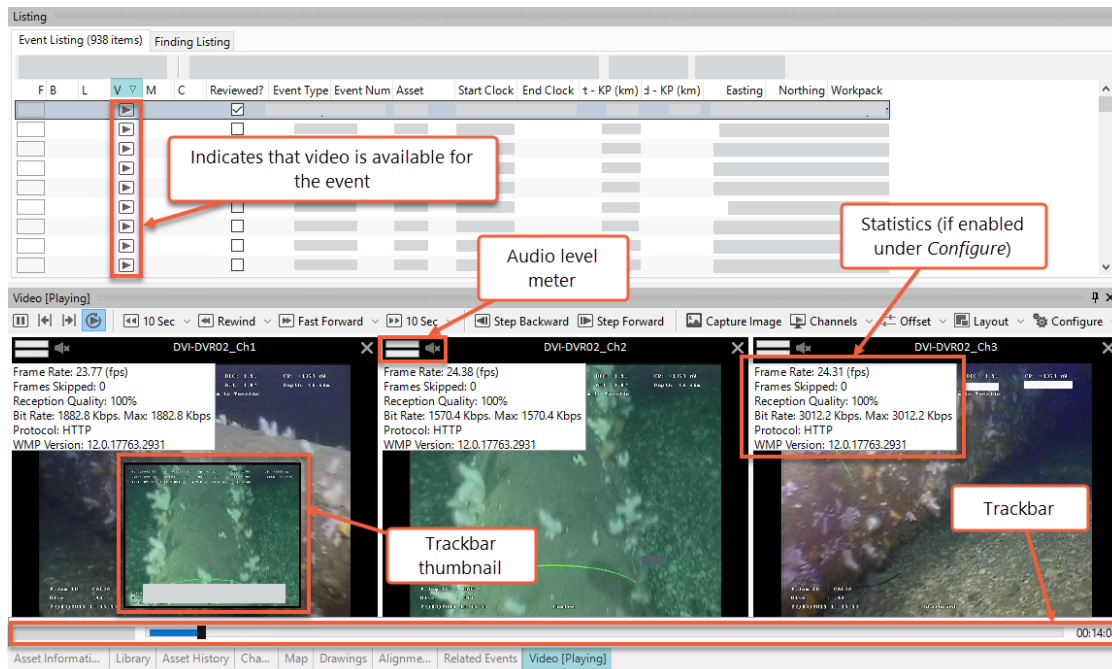 Listing
Event Listing (938 items) Finding Listing
F B L V M C Reviewed? Event Type Event Num Asset Start Clock End Clock t - KP (km) d - KP (km) Easting Northing Workpack
Indicates that video is available for
the event
Statistics (if enabled
under Configure)
Audio level
meter
Video [Playing]
10 Sec Rewind Fast Forward 10 Sec Step Backward Step Forward Capture Image Channels Offset Layout Configure
DVI-DVR02_Ch1
Frame Rate: 23.77 (fps)
Frames Skipped: 0
Reception Quality: 100%
Bit Rate: 1882.8 Kbps. Max: 1882.8 Kbps
Protocol: HTTP
WMP Version: 12.0.17763.2931
DVI-DVR02_Ch2
Frame Rate: 24.38 (fps)
Frames Skipped: 0
Reception Quality: 100%
Bit Rate: 1570.4 Kbps. Max: 1570.4 Kbps
Protocol: HTTP
WMP Version: 12.0.17763.2931
DVI-DVR02_Ch3
Frame Rate: 24.31 (fps)
Frames Skipped: 0
Reception Quality: 100%
Bit Rate: 3012.2 Kbps. Max: 3012.2 Kbps
Protocol: HTTP
WMP Version: 12.0.17763.2931
Trackbar
thumbnail
Trackbar
Asset Informati... Library Asset History Cha... Map Drawings Alignme... Related Events Video [Playing]